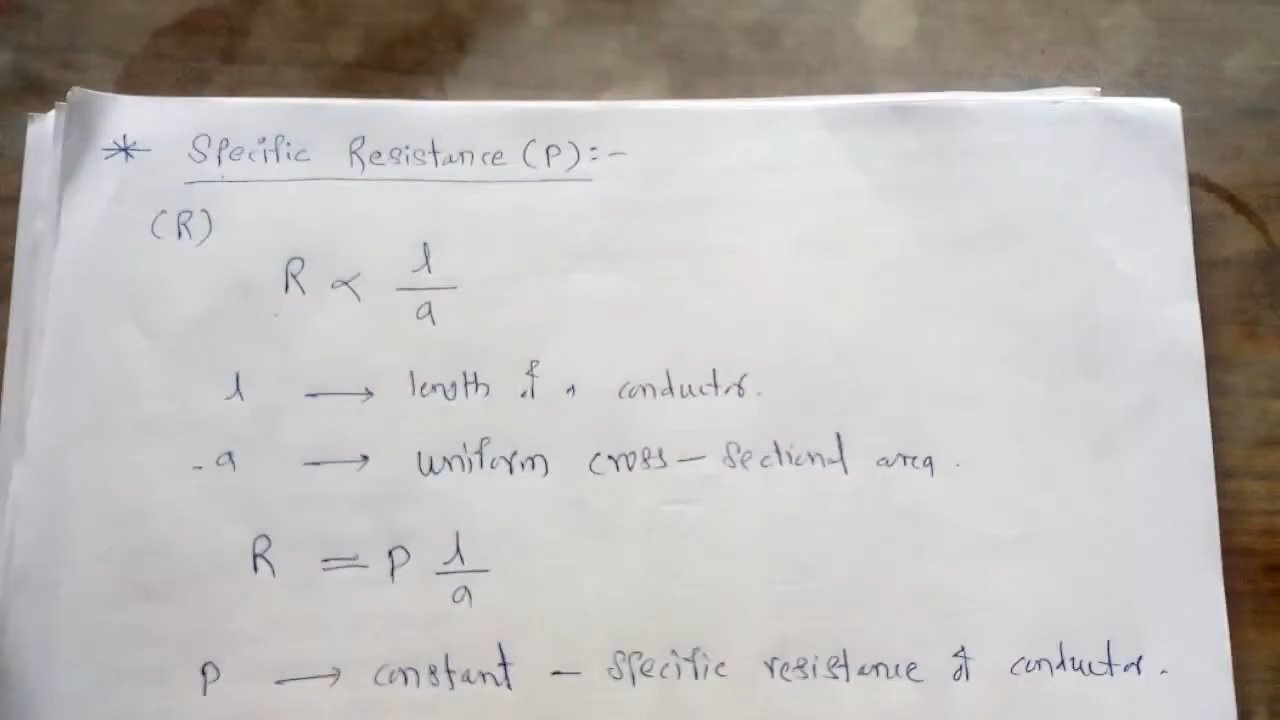 * Specific Resistance (P):-
(R)
R ∝ l/a
l → length of a conductor.
- a → uniform cross-sectional area.
R = P l/a
P → constant - specific resistance of conductor.